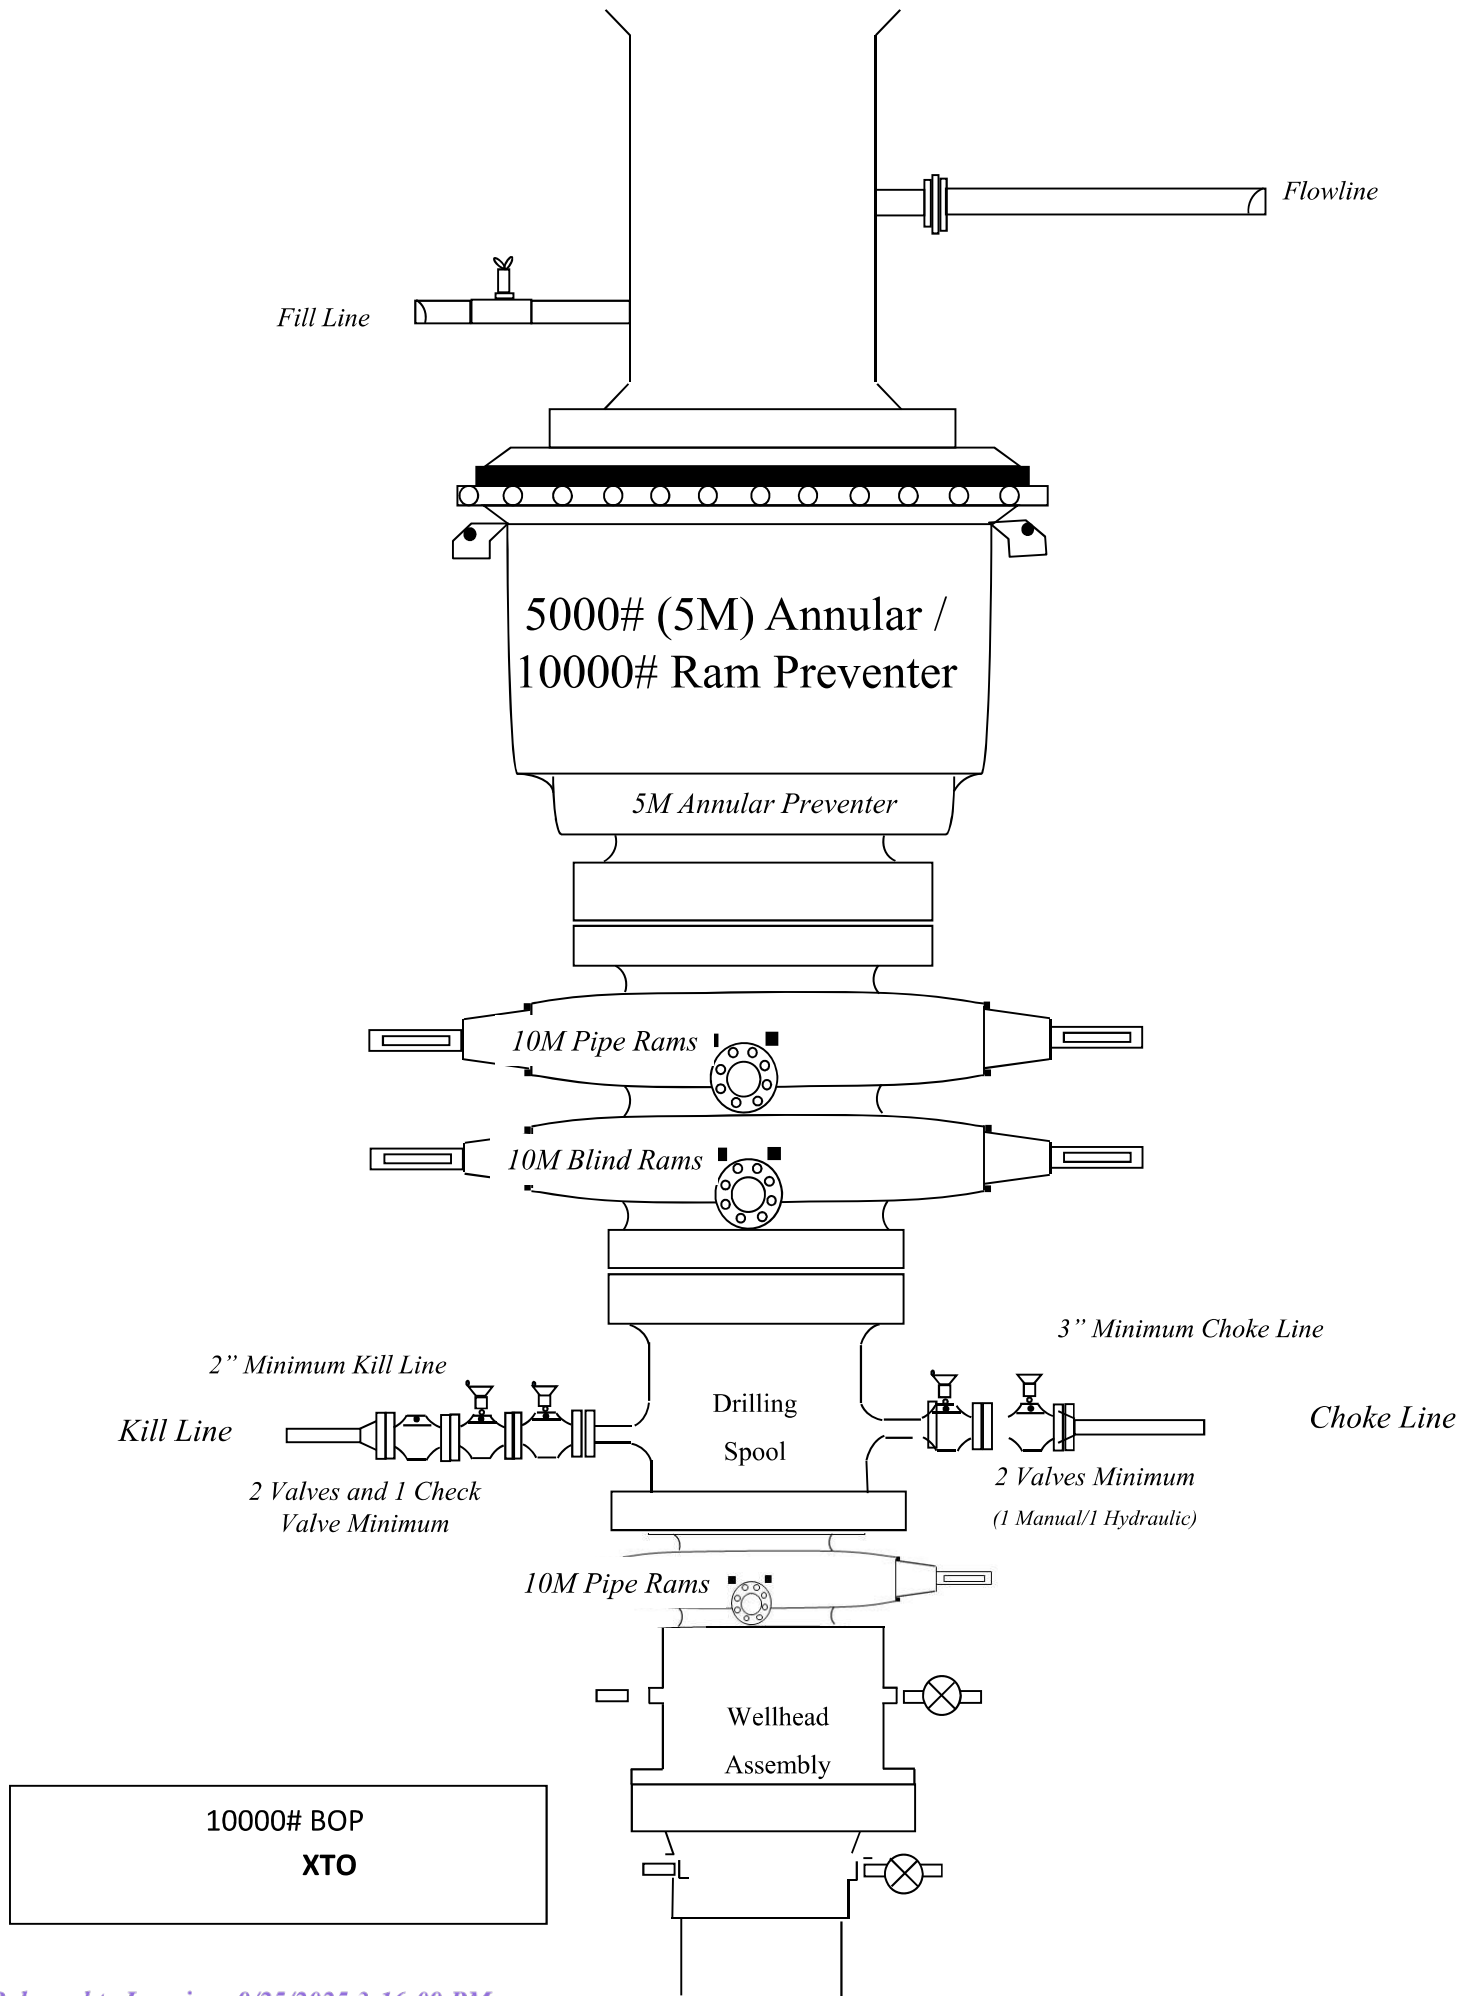 Flowline
Fill Line
5000# (5M) Annular /
10000# Ram Preventer
5M Annular Preventer
10M Pipe Rams
10M Blind Rams
3” Minimum Choke Line
2” Minimum Kill Line
Drilling
Spool
Kill Line
Choke Line
2 Valves and 1 Check
Valve Minimum
2 Valves Minimum
(1 Manual/1 Hydraulic)
10M Pipe Rams
Wellhead
Assembly
10000# BOP
XTO